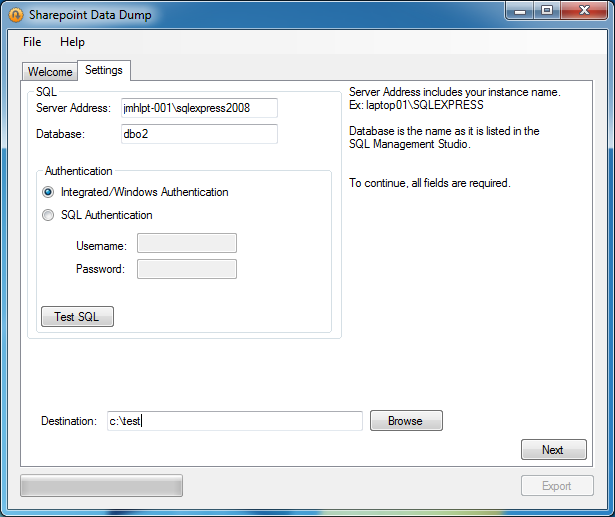 Sharepoint Data Dump
File Help
Welcome Settings
SQL
Server Address: jmhlpt-001\sqlexpress2008
Database: dbo2
Authentication
Integrated/Windows Authentication
SQL Authentication
Username:
Password:
Test SQL
Server Address includes your instance name.
Ex: laptop01\SQLEXPRESS
Database is the name as it is listed in the
SQL Management Studio.
To continue, all fields are required.
Destination: c:\test Browse
Next
Export